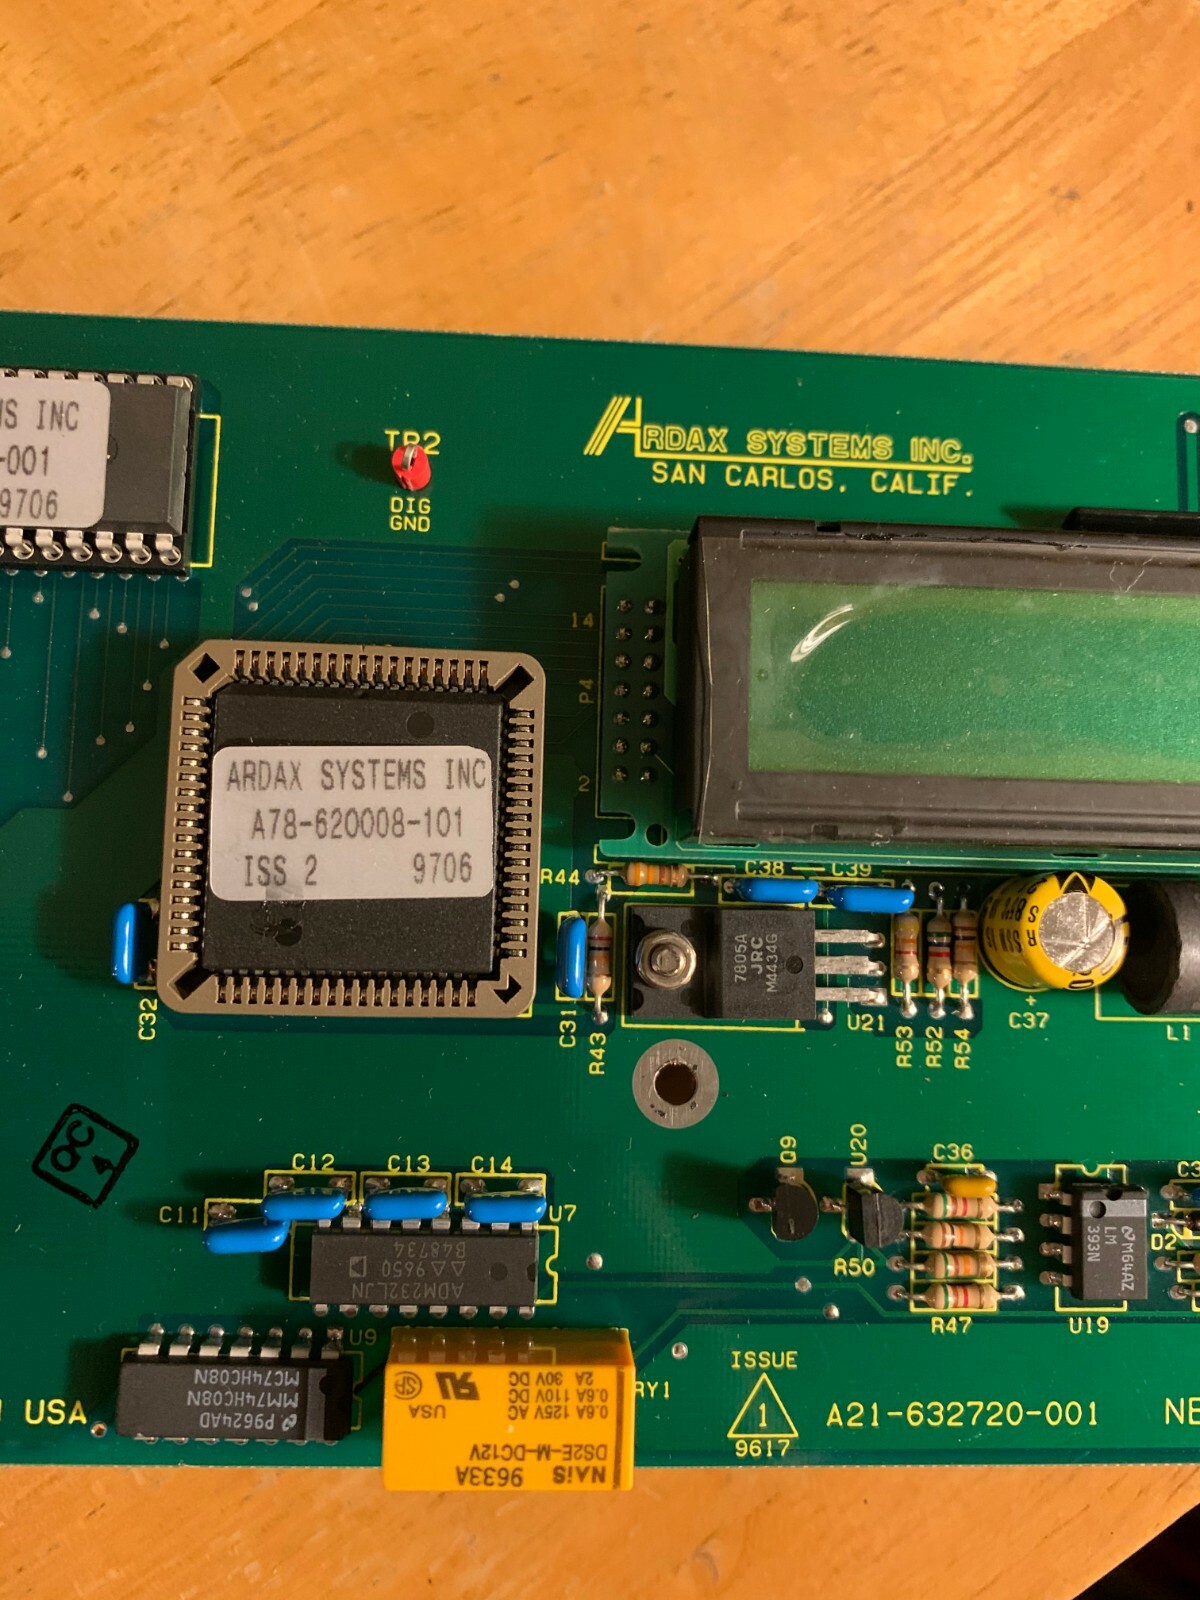 INC
-001
9706
TP2
DIG
GND
ARDAX SYSTEMS INC.
SAN CARLOS, CALIF.
14
P4
2
ARDAX SYSTEMS INC
A78-620008-101
ISS 2 9706
R44
C38
C39
7805A
JRC
M4434G
C32
C31
R43
U21
R53
R52
R54
+
C37
L1
QC
C12
C13
C14
C11
U7
ADM232LJN
9650
B48734
Q9
U20
C36
R50
R47
M64AZ
LM
393N
U19
D2
U9
P9624AD
MM74HC08N
MC74HC08N
USA
NAiS 9633A
DS2E-M-DC12V
0.6A 125V AC
0.6A 110V DC
2A 30V DC
USA
RY1
ISSUE
1
9617
A21-632720-001